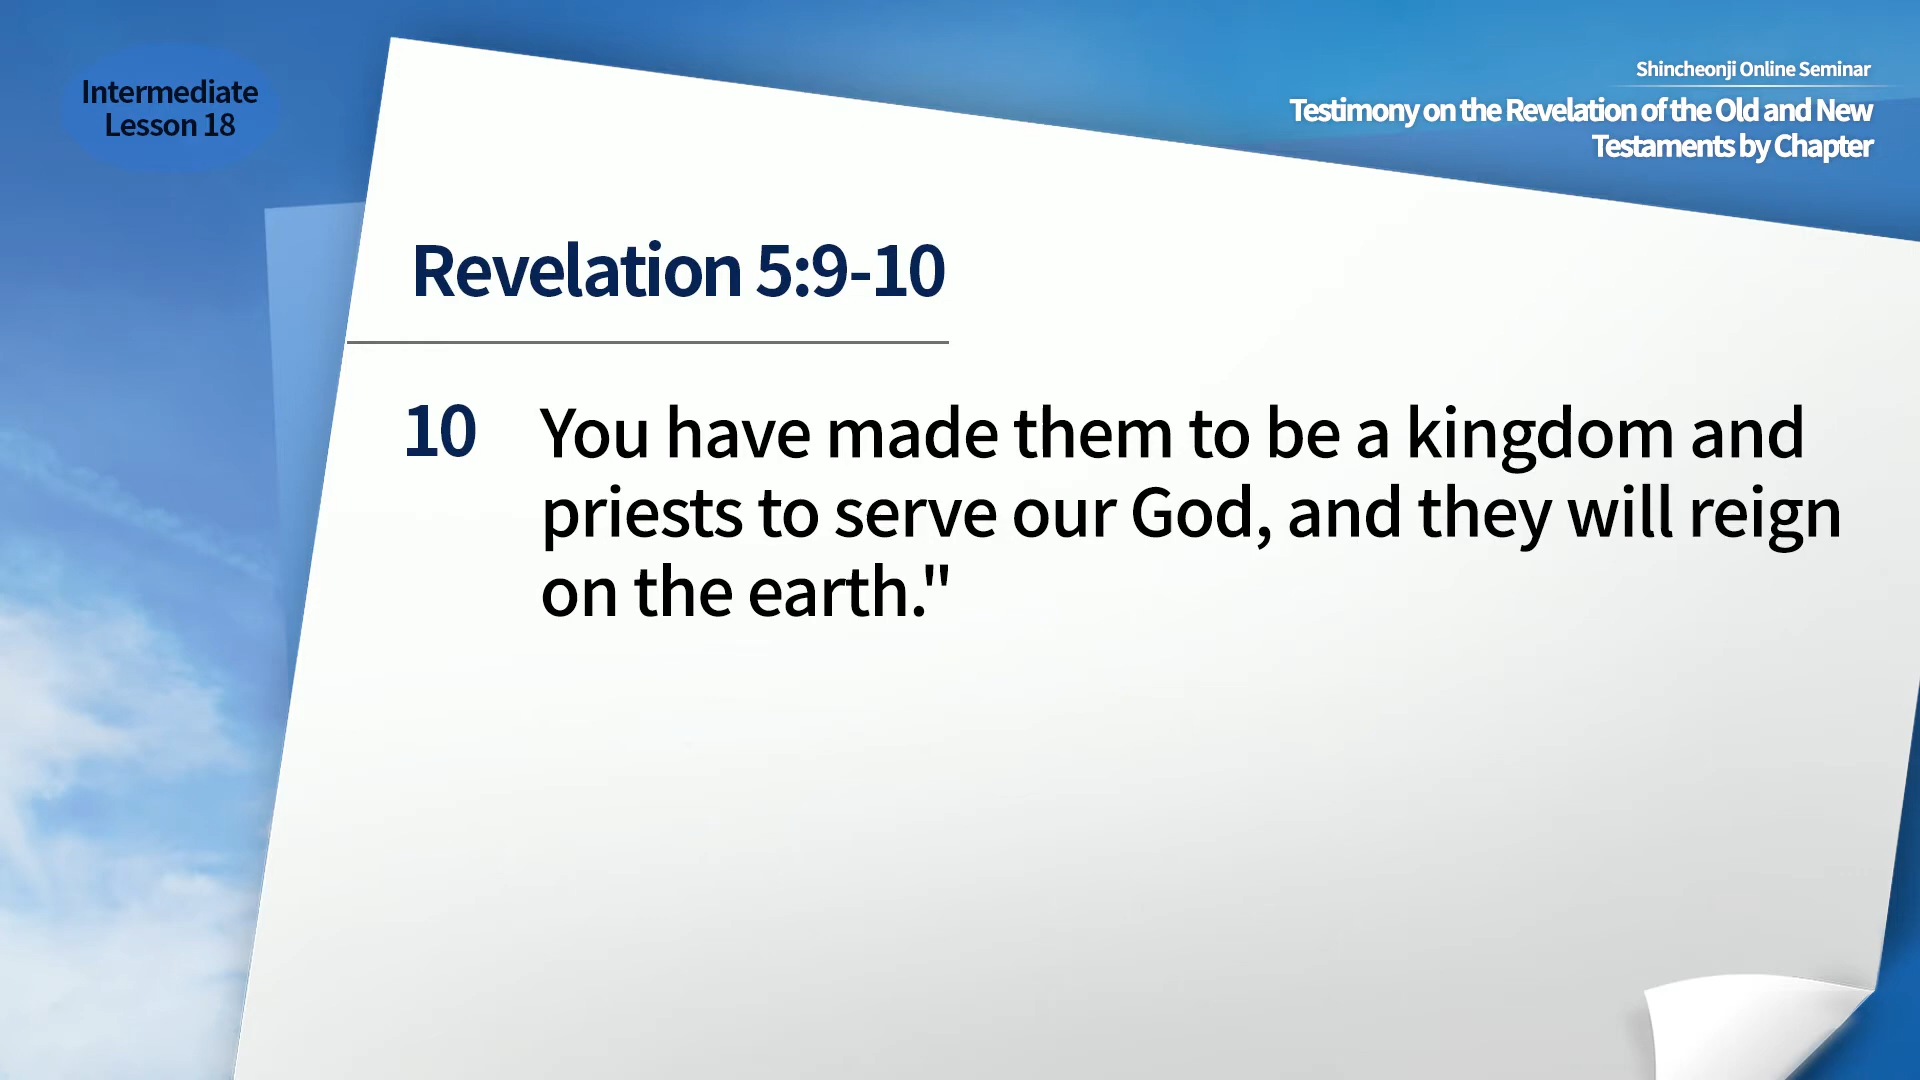 Intermediate
Lesson 18
Shincheonji Online Seminar
Testimony on the Revelation of the Old and New
Testaments by Chapter
Revelation 5:9-10
10 You have made them to be a kingdom and
priests to serve our God, and they will reign
on the earth."